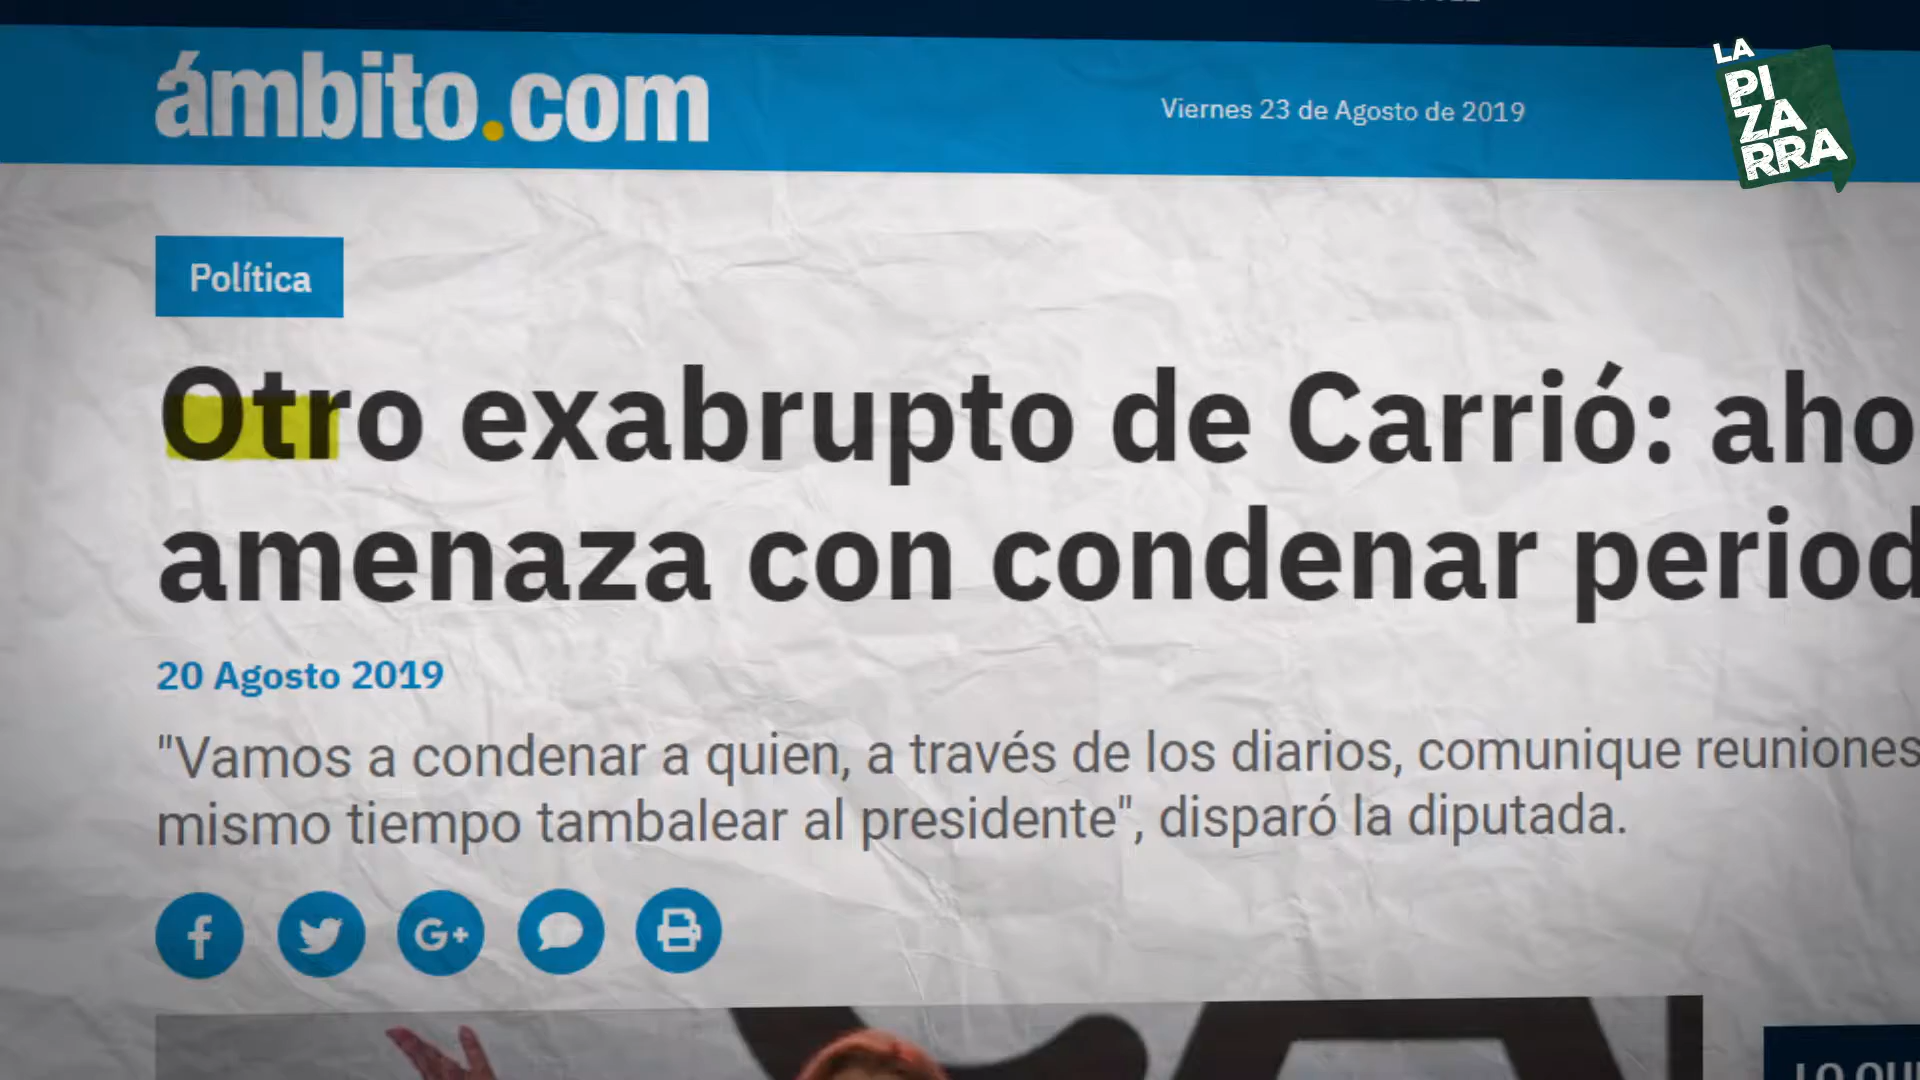 ámbito.com
Viernes 23 de Agosto de 2019
LA
PI
ZA
RRA
Política
Otro exabrupto de Carrió: aho
amenaza con condenar period
20 Agosto 2019
"Vamos a condenar a quien, a través de los diarios, comunique reuniones
mismo tiempo tambalear al presidente", disparó la diputada.
G+
LO QU